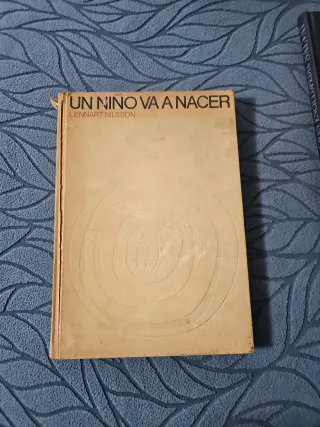 UN NIÑO VA A NACER
LENNART NILSSON